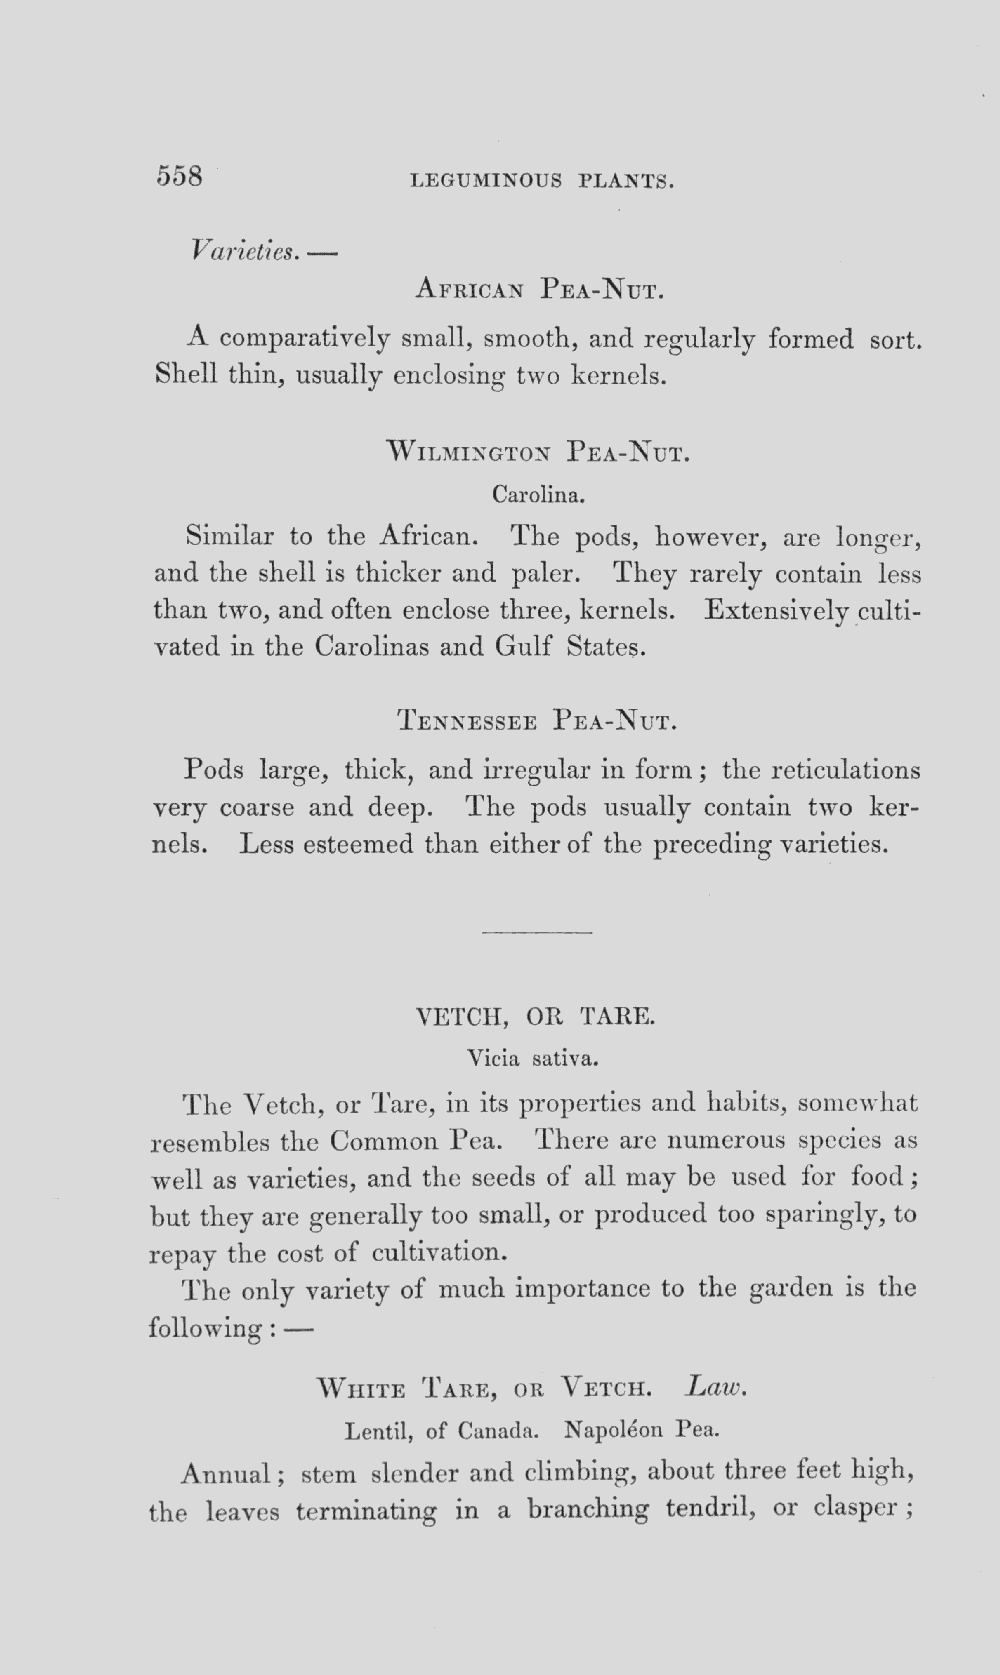 558 LEGUMINOUS PLANTS.
Varieties. —
AFRICAN PEA-NUT.
A comparatively small, smooth, and regularly formed sort.
Shell thin, usually enclosing two kernels.
WILMINGTON PEA-NUT.
Carolina.
Similar to the African. The pods, however, are longer,
and the shell is thicker and paler. They rarely contain less
than two, and often enclose three, kernels. Extensively culti-
vated in the Carolinas and Gulf States.
TENNESSEE PEA-NUT.
Pods large, thick, and irregular in form; the reticulations
very coarse and deep. The pods usually contain two ker-
nels. Less esteemed than either of the preceding varieties.
VETCH, OR TARE.
Vicia sativa.
The Vetch, or Tare, in its properties and habits, somewhat
resembles the Common Pea. There are numerous species as
well as varieties, and the seeds of all may be used for food;
but they are generally too small, or produced too sparingly, to
repay the cost of cultivation.
The only variety of much importance to the garden is the
following: —
WHITE TARE, OR VETCH. Law.
Lentil, of Canada. Napoléon Pea.
Annual; stem slender and climbing, about three feet high,
the leaves terminating in a branching tendril, or clasper;